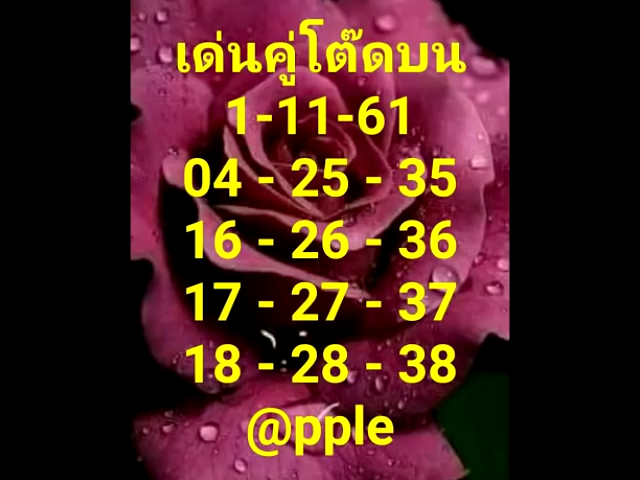 เด่นคู่โต๊ดบน
1-11-61
04 - 25 - 35
16 - 26 - 36
17 - 27 - 37
18 - 28 - 38
@pple